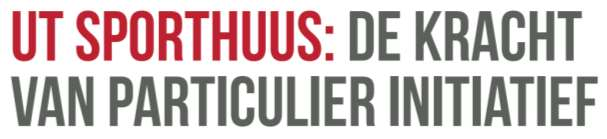 UT SPORTHUUS: DE KRACHT
VAN PARTICULIER INITIATIEF